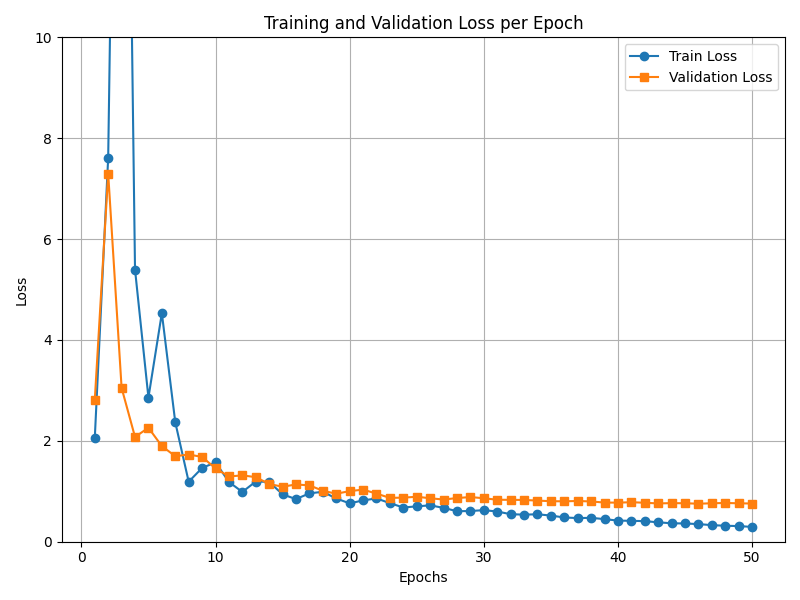 Training and Validation Loss per Epoch
Train Loss
Validation Loss
10
8
6
4
2
0
Loss
0 10 20 30 40 50
Epochs